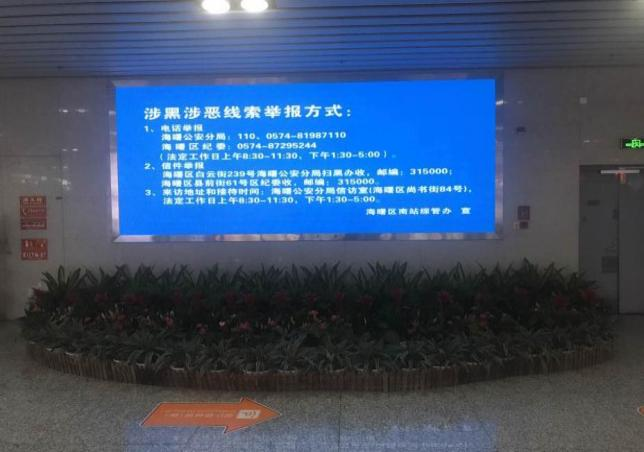 涉黑涉恶线索举报方式：
1、电话举报
海曙公安分局：110、0574-81987110
海曙区纪委：0574-87295244
（法定工作日上午8:30-11:30、下午1:30-5:00）。
2、信件举报
海曙区白云街239号海曙公安分局扫黑办收，邮编：315000；
海曙区县前街61号区纪委收，邮编：315000。
3、来访地址和接待时间：海曙公安分局信访室(海曙区尚书街84号)，
法定工作日上午8:30-11:30、下午1:30-5:00。
海曙区南站综管办 宣